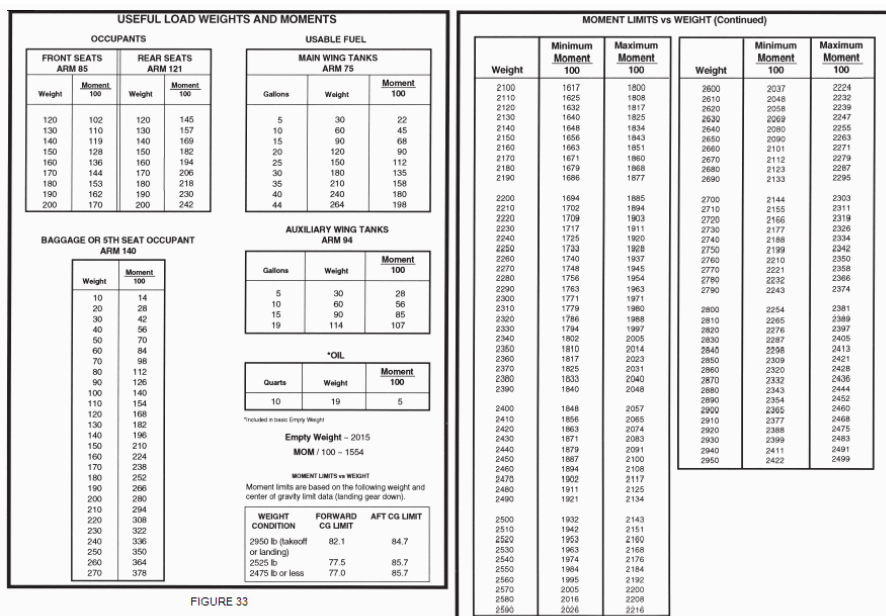 USEFUL LOAD WEIGHTS AND MOMENTS
OCCUPANTS
FRONT SEATS ARM 85 REAR SEATS ARM 121
Weight Moment 100 Weight Moment 100
120 102 120 145
130 110 130 157
140 119 140 169
150 128 150 182
160 136 160 194
170 144 170 206
180 153 180 218
190 162 190 230
200 170 200 242
BAGGAGE OR 5TH SEAT OCCUPANT
ARM 140
Weight Moment 100
10 14
20 28
30 42
40 56
50 70
60 84
70 98
80 112
90 126
100 140
110 154
120 168
130 182
140 196
150 210
160 224
170 238
180 252
190 266
200 280
210 294
220 308
230 322
240 336
250 350
260 364
270 378
USABLE FUEL
MAIN WING TANKS
ARM 75
Gallons Weight Moment 100
5 30 22
10 60 45
15 90 68
20 120 90
25 150 112
30 180 135
35 210 158
40 240 180
44 264 198
AUXILIARY WING TANKS
ARM 94
Gallons Weight Moment 100
5 30 28
10 60 56
15 90 85
19 114 107
*OIL
Quarts Weight Moment 100
10 19 5
*Included in basic Empty Weight
Empty Weight ~ 2015
MOM / 100 ~ 1554
MOMENT LIMITS vs WEIGHT
Moment limits are based on the following weight and
center of gravity limit data (landing gear down).
WEIGHT CONDITION FORWARD CG LIMIT AFT CG LIMIT
2950 lb (takeoff or landing) 82.1 84.7
2525 lb 77.5 85.7
2475 lb or less 77.0 85.7
FIGURE 33
MOMENT LIMITS vs WEIGHT (Continued)
Weight Minimum Moment 100 Maximum Moment 100
2100 1617 1800
2110 1625 1808
2120 1632 1817
2130 1640 1825
2140 1648 1834
2150 1656 1843
2160 1663 1851
2170 1671 1860
2180 1679 1868
2190 1686 1877
2200 1694 1885
2210 1702 1894
2220 1709 1903
2230 1717 1911
2240 1725 1920
2250 1733 1928
2260 1740 1937
2270 1748 1945
2280 1756 1954
2290 1763 1963
2300 1771 1971
2310 1779 1980
2320 1786 1988
2330 1794 1997
2340 1802 2005
2350 1810 2014
2360 1817 2023
2370 1825 2031
2380 1833 2040
2390 1840 2048
2400 1848 2057
2410 1856 2065
2420 1863 2074
2430 1871 2083
2440 1879 2091
2450 1887 2100
2460 1894 2108
2470 1902 2117
2480 1911 2125
2490 1921 2134
2500 1932 2143
2510 1942 2151
2520 1953 2160
2530 1963 2168
2540 1974 2176
2550 1984 2184
2560 1995 2192
2570 2005 2200
2580 2016 2208
2590 2026 2216
Weight Minimum Moment 100 Maximum Moment 100
2600 2037 2224
2610 2048 2232
2620 2058 2239
2630 2069 2247
2640 2080 2255
2650 2090 2263
2660 2101 2271
2670 2112 2279
2680 2123 2287
2690 2133 2295
2700 2144 2303
2710 2155 2311
2720 2166 2319
2730 2177 2326
2740 2188 2334
2750 2199 2342
2760 2210 2350
2770 2221 2358
2780 2232 2366
2790 2243 2374
2800 2254 2381
2810 2265 2389
2820 2276 2397
2830 2287 2405
2840 2298 2413
2850 2309 2421
2860 2320 2428
2870 2332 2436
2880 2343 2444
2890 2354 2452
2900 2365 2460
2910 2377 2468
2920 2388 2475
2930 2399 2483
2940 2411 2491
2950 2422 2499